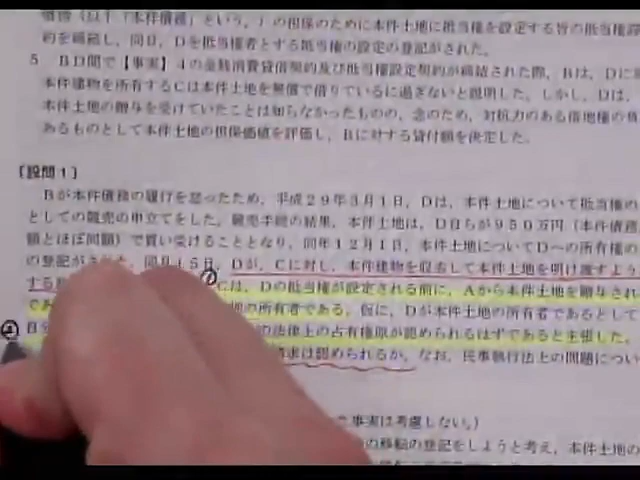 債務（以下「本件債務」という。）の担保のために本件土地に抵当権を設定する旨の抵当権設
約を締結し、同日、Dを抵当権者とする抵当権の設定の登記がされた。
5 BD間で【事実】4の金銭消費貸借契約及び抵当権設定契約が締結された際、Bは、Dに
本件建物を所有するCは本件土地を無償で借りているに過ぎないと説明した。しかし、Dは、
本件土地の贈与を受けていたことは知らなかったものの、念のため、対抗力のある借地権の負
あるものとして本件土地の担保価値を評価し、Bに対する貸付額を決定した。
〔設問1〕
Bが本件債務の履行を怠ったため、平成29年3月1日、Dは、本件土地について抵当権の
としての競売の申立てをした。競売手続の結果、本件土地は、D自らが950万円（本件債務
額とほぼ同額）で買い受けることとなり、同年12月1日、本件土地についてDへの所有権の
の登記がされた。同月15日、Dが、Cに対し、本件建物を収去して本件土地を明け渡すよう
する は、Dの抵当権が設定される前に、Aから本件土地を贈与され
であ 地の所有者である。仮に、Dが本件土地の所有者であるとして
自分 の法律上の占有権原が認められるはずであると主張した。
請求は認められるか。なお、民事執行法上の問題につい
事実は考慮しない。）
の移転の登記をしようと考え、本件土地の